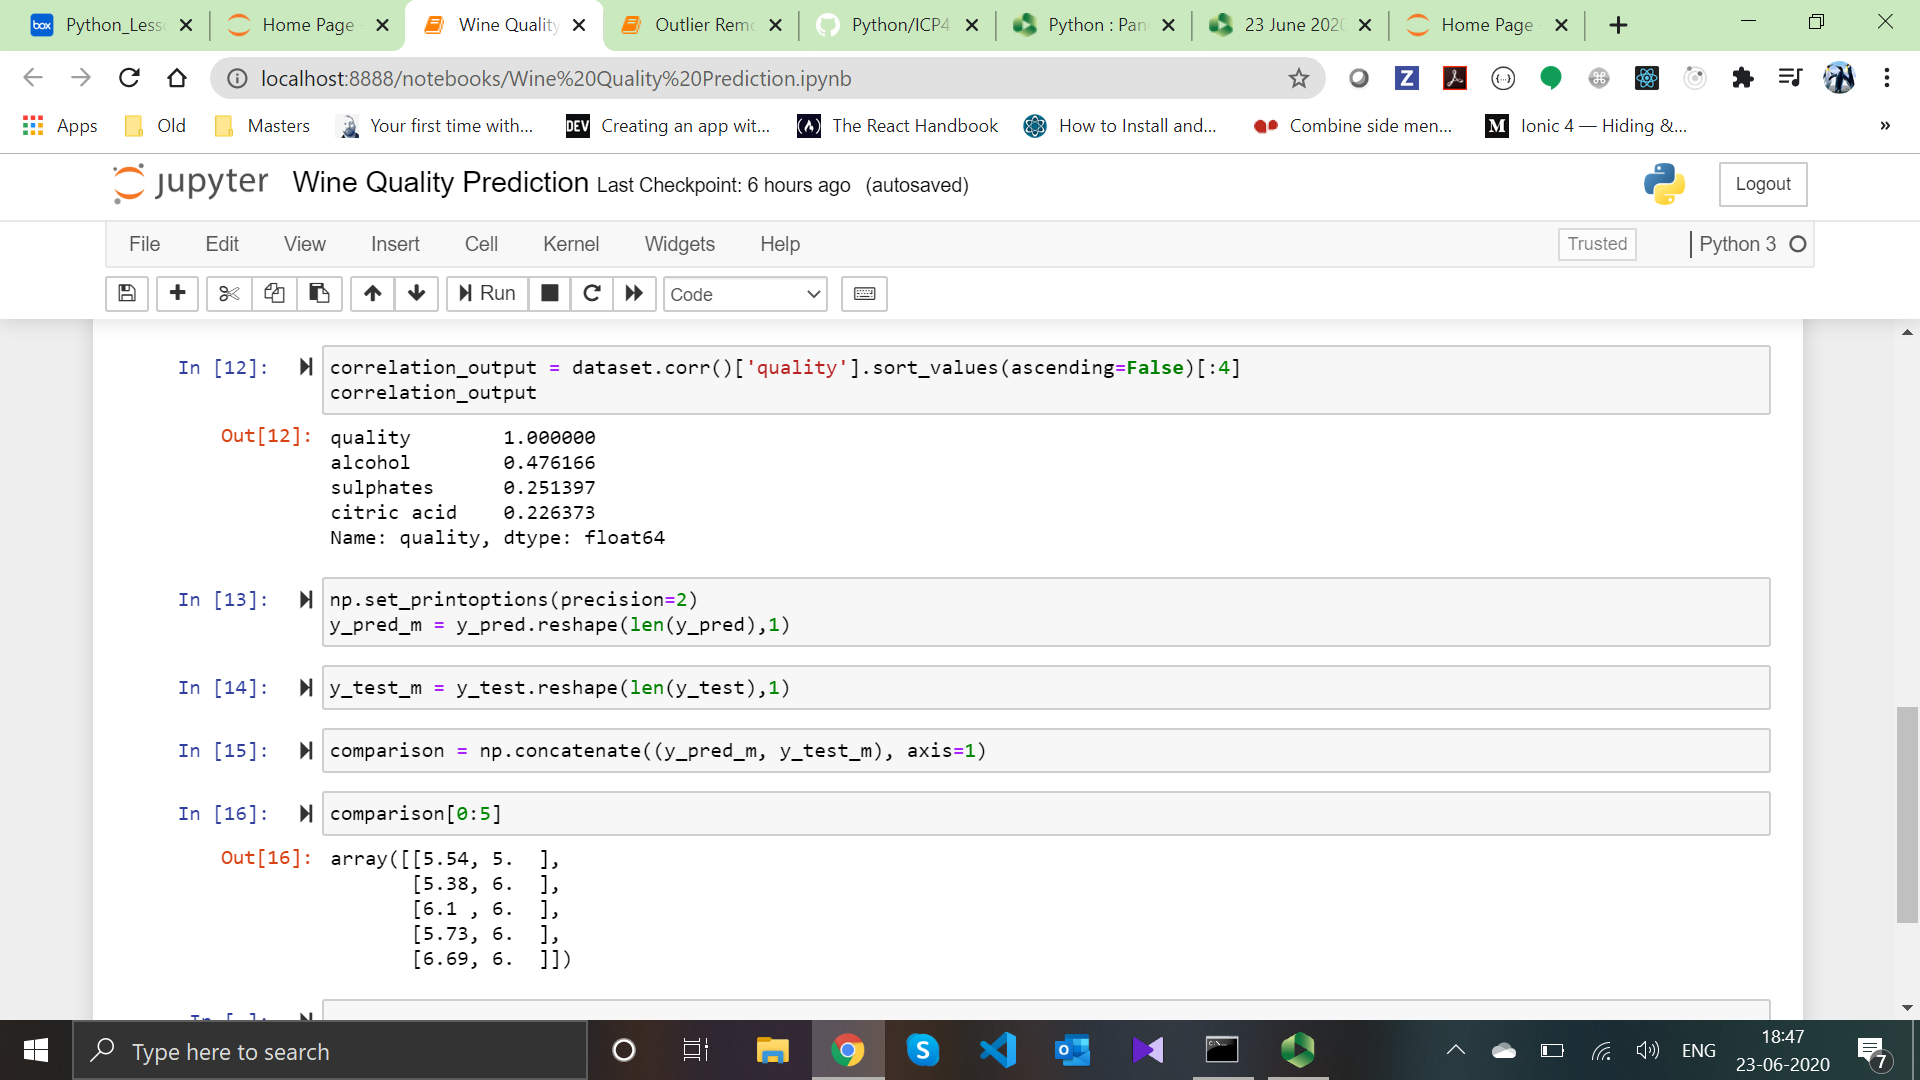 Python_Less
Home Page
Wine Quality
Outlier Remo
Python/ICP4
Python : Pan
23 June 2020
Home Page
localhost:8888/notebooks/Wine%20Quality%20Prediction.ipynb
Apps
Old
Masters
Your first time with...
DEV Creating an app wit...
The React Handbook
How to Install and...
Combine side men...
Ionic 4 — Hiding &...
»
jupyter Wine Quality Prediction Last Checkpoint: 6 hours ago (autosaved)
Logout
File Edit View Insert Cell Kernel Widgets Help
Trusted
Python 3
Run
Code
In [12]: correlation_output = dataset.corr()['quality'].sort_values(ascending=False)[:4]
correlation_output
Out[12]: quality 1.000000
alcohol 0.476166
sulphates 0.251397
citric acid 0.226373
Name: quality, dtype: float64
In [13]: np.set_printoptions(precision=2)
y_pred_m = y_pred.reshape(len(y_pred),1)
In [14]: y_test_m = y_test.reshape(len(y_test),1)
In [15]: comparison = np.concatenate((y_pred_m, y_test_m), axis=1)
In [16]: comparison[0:5]
Out[16]: array([[5.54, 5. ],
[5.38, 6. ],
[6.1 , 6. ],
[5.73, 6. ],
[6.69, 6. ]])
In [ ]:
Type here to search
ENG
18:47
23-06-2020
7